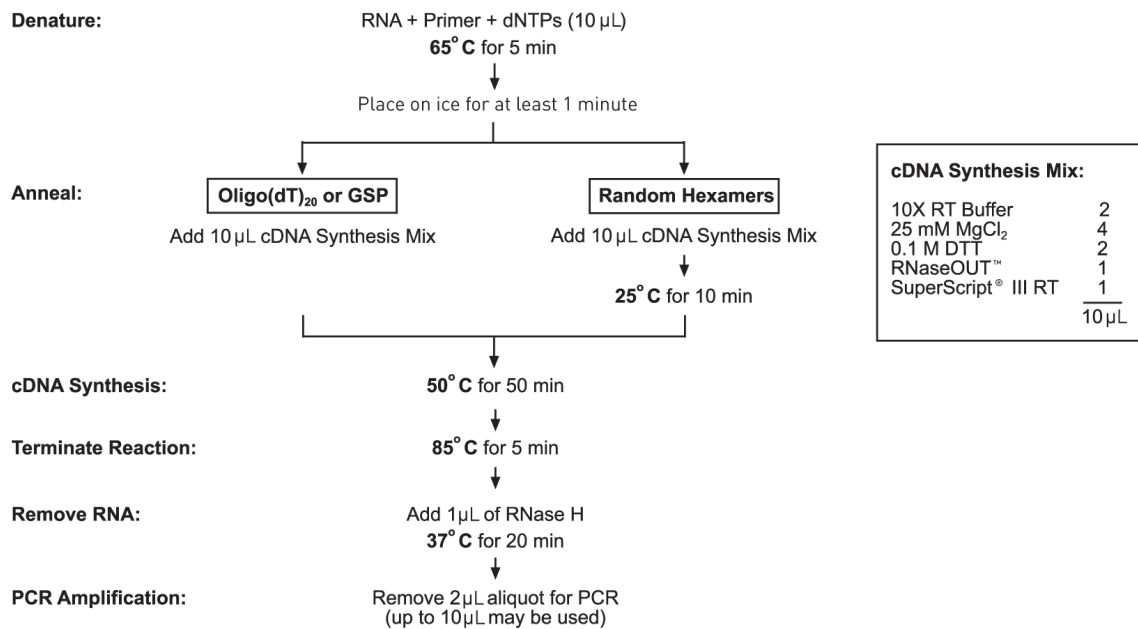 Denature:
RNA + Primer + dNTPs (10 µL)
65° C for 5 min
Place on ice for at least 1 minute
Anneal:
Oligo(dT)₂₀ or GSP
Random Hexamers
Add 10 µL cDNA Synthesis Mix
Add 10 µL cDNA Synthesis Mix
25° C for 10 min
cDNA Synthesis Mix:
10X RT Buffer 2
25 mM MgCl₂ 4
0.1 M DTT 2
RNaseOUT™ 1
SuperScript® III RT 1
10 µL
cDNA Synthesis:
50° C for 50 min
Terminate Reaction:
85° C for 5 min
Remove RNA:
Add 1µL of RNase H
37° C for 20 min
PCR Amplification:
Remove 2µL aliquot for PCR
(up to 10µL may be used)